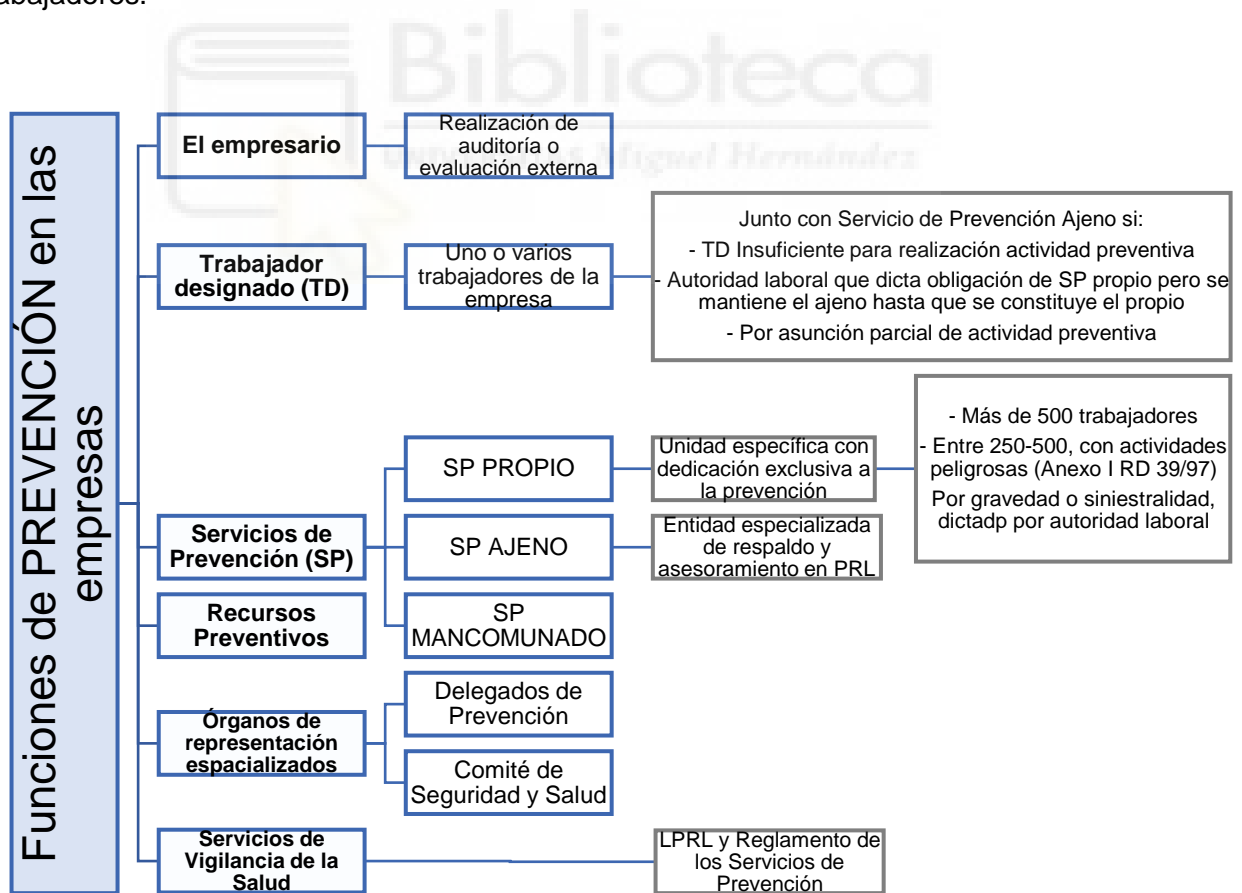 abajadores.
Biblioteca
UNIVERSITAS Miguel Hernández
Funciones de PREVENCIÓN en las
empresas
El empresario
Realización de
auditoría o
evaluación externa
Trabajador
designado (TD)
Uno o varios
trabajadores de la
empresa
Junto con Servicio de Prevención Ajeno si:
- TD Insuficiente para realización actividad preventiva
- Autoridad laboral que dicta obligación de SP propio pero se
mantiene el ajeno hasta que se constituye el propio
- Por asunción parcial de actividad preventiva
Servicios de
Prevención (SP)
SP PROPIO
Unidad específica con
dedicación exclusiva a
la prevención
- Más de 500 trabajadores
- Entre 250-500, con actividades
peligrosas (Anexo I RD 39/97)
Por gravedad o siniestralidad,
dictadp por autoridad laboral
SP AJENO
Entidad especializada
de respaldo y
asesoramiento en PRL
SP
MANCOMUNADO
Recursos
Preventivos
Órganos de
representación
espacializados
Delegados de
Prevención
Comité de
Seguridad y Salud
Servicios de
Vigilancia de la
Salud
LPRL y Reglamento de
los Servicios de
Prevención